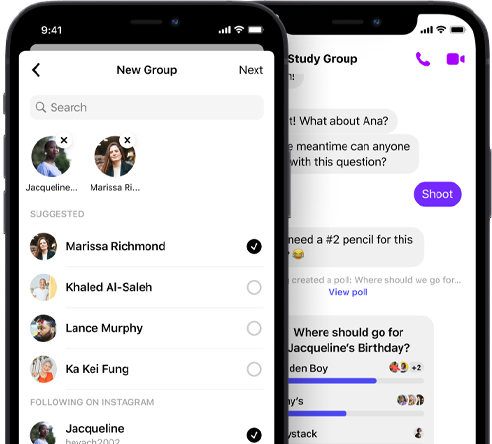 9:41
New Group
Next
Search
Jacqueline...
Marissa Ri...
SUGGESTED
Marissa Richmond
Khaled Al-Saleh
Lance Murphy
Ka Kei Fung
FOLLOWING ON INSTAGRAM
Jacqueline
heyach2002
Study Group
!
t! What about Ana?
e meantime can anyone
with this question?
Shoot
need a #2 pencil for this
? 😂
created a poll: Where should we go for...
View poll
Where should go for
Jacqueline's Birthday?
den Boy
+2
y's
ystack